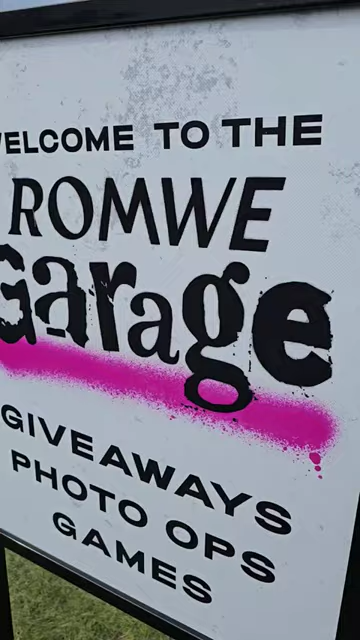 WELCOME TO THE
ROMWE
Garage
GIVEAWAYS
PHOTO OPS
GAMES